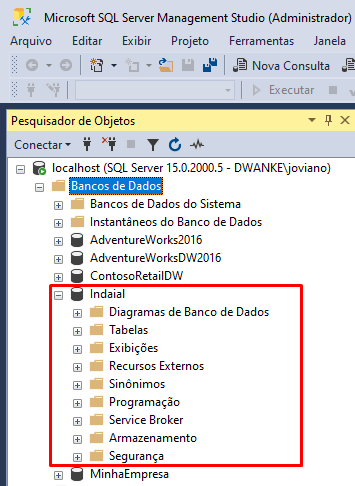 Microsoft SQL Server Management Studio (Administrador)
Arquivo Editar Exibir Projeto Ferramentas Janela
Nova Consulta
Executar
Pesquisador de Objetos
Conectar
localhost (SQL Server 15.0.2000.5 - DWANKE\joviano)
Bancos de Dados
Bancos de Dados do Sistema
Instantâneos do Banco de Dados
AdventureWorks2016
AdventureWorksDW2016
ContosoRetailDW
Indaial
Diagramas de Banco de Dados
Tabelas
Exibições
Recursos Externos
Sinônimos
Programação
Service Broker
Armazenamento
Segurança
MinhaEmpresa